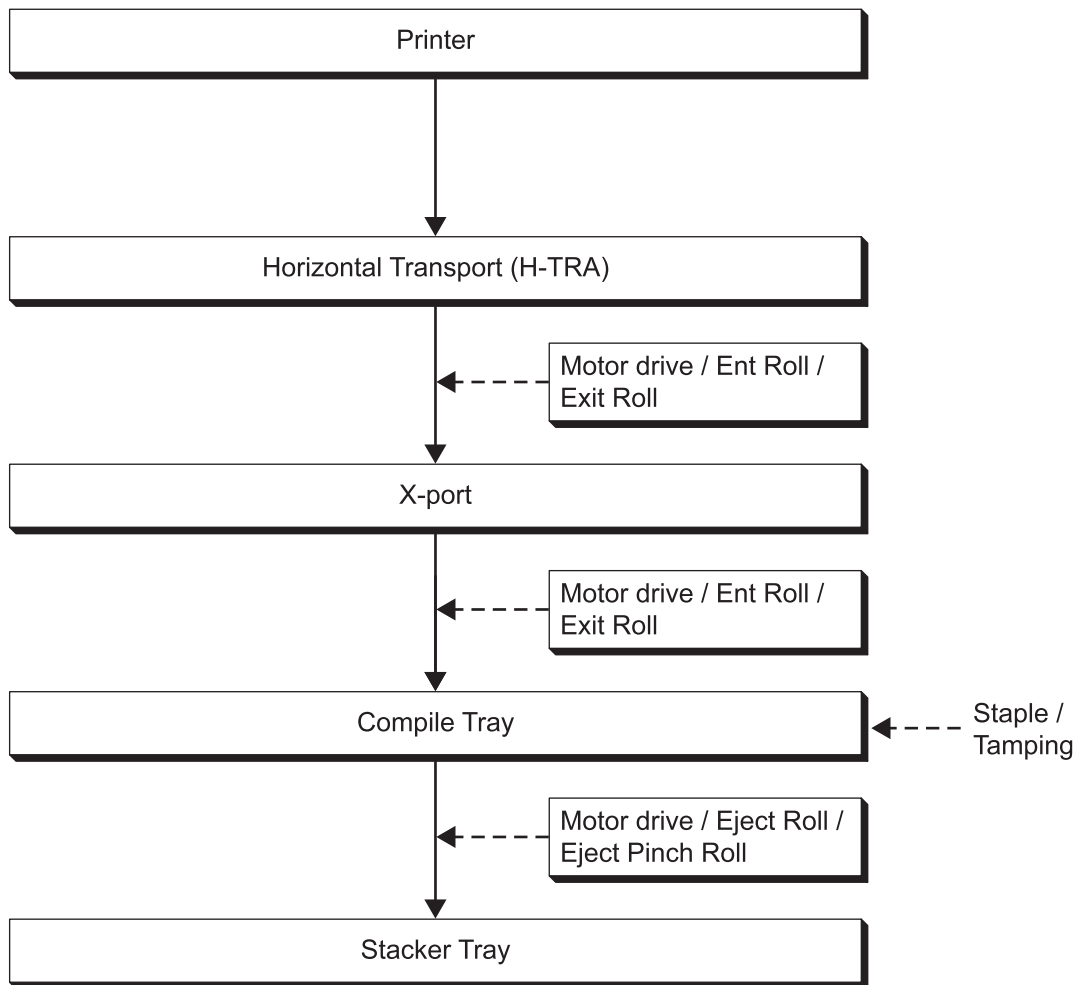 Printer
Horizontal Transport (H-TRA)
Motor drive / Ent Roll /
Exit Roll
X-port
Motor drive / Ent Roll /
Exit Roll
Compile Tray
Staple /
Tamping
Motor drive / Eject Roll /
Eject Pinch Roll
Stacker Tray